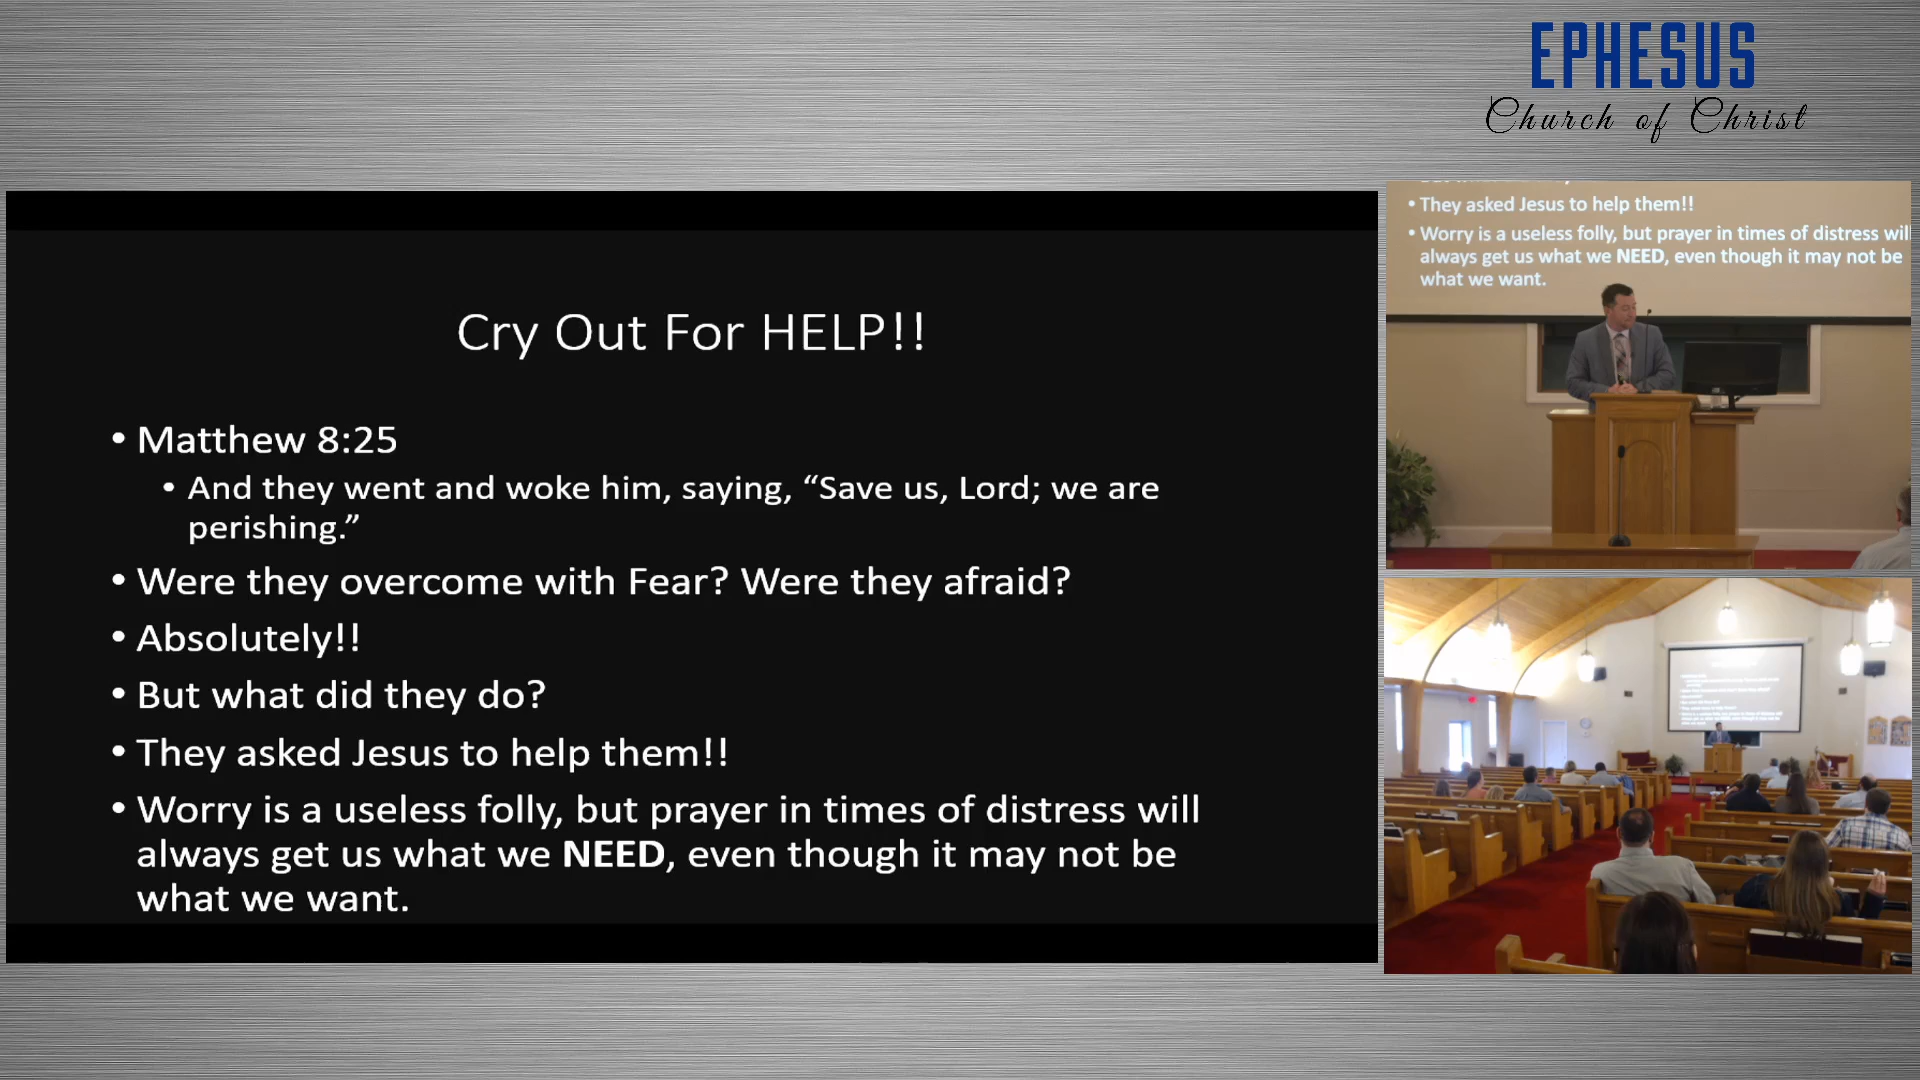 EPHESUS
Church of Christ
Cry Out For HELP!!
• Matthew 8:25
• And they went and woke him, saying, “Save us, Lord; we are
perishing.”
• Were they overcome with Fear? Were they afraid?
• Absolutely!!
• But what did they do?
• They asked Jesus to help them!!
• Worry is a useless folly, but prayer in times of distress will
always get us what we NEED, even though it may not be
what we want.
• They asked Jesus to help them!!
• Worry is a useless folly, but prayer in times of distress will
always get us what we NEED, even though it may not be
what we want.